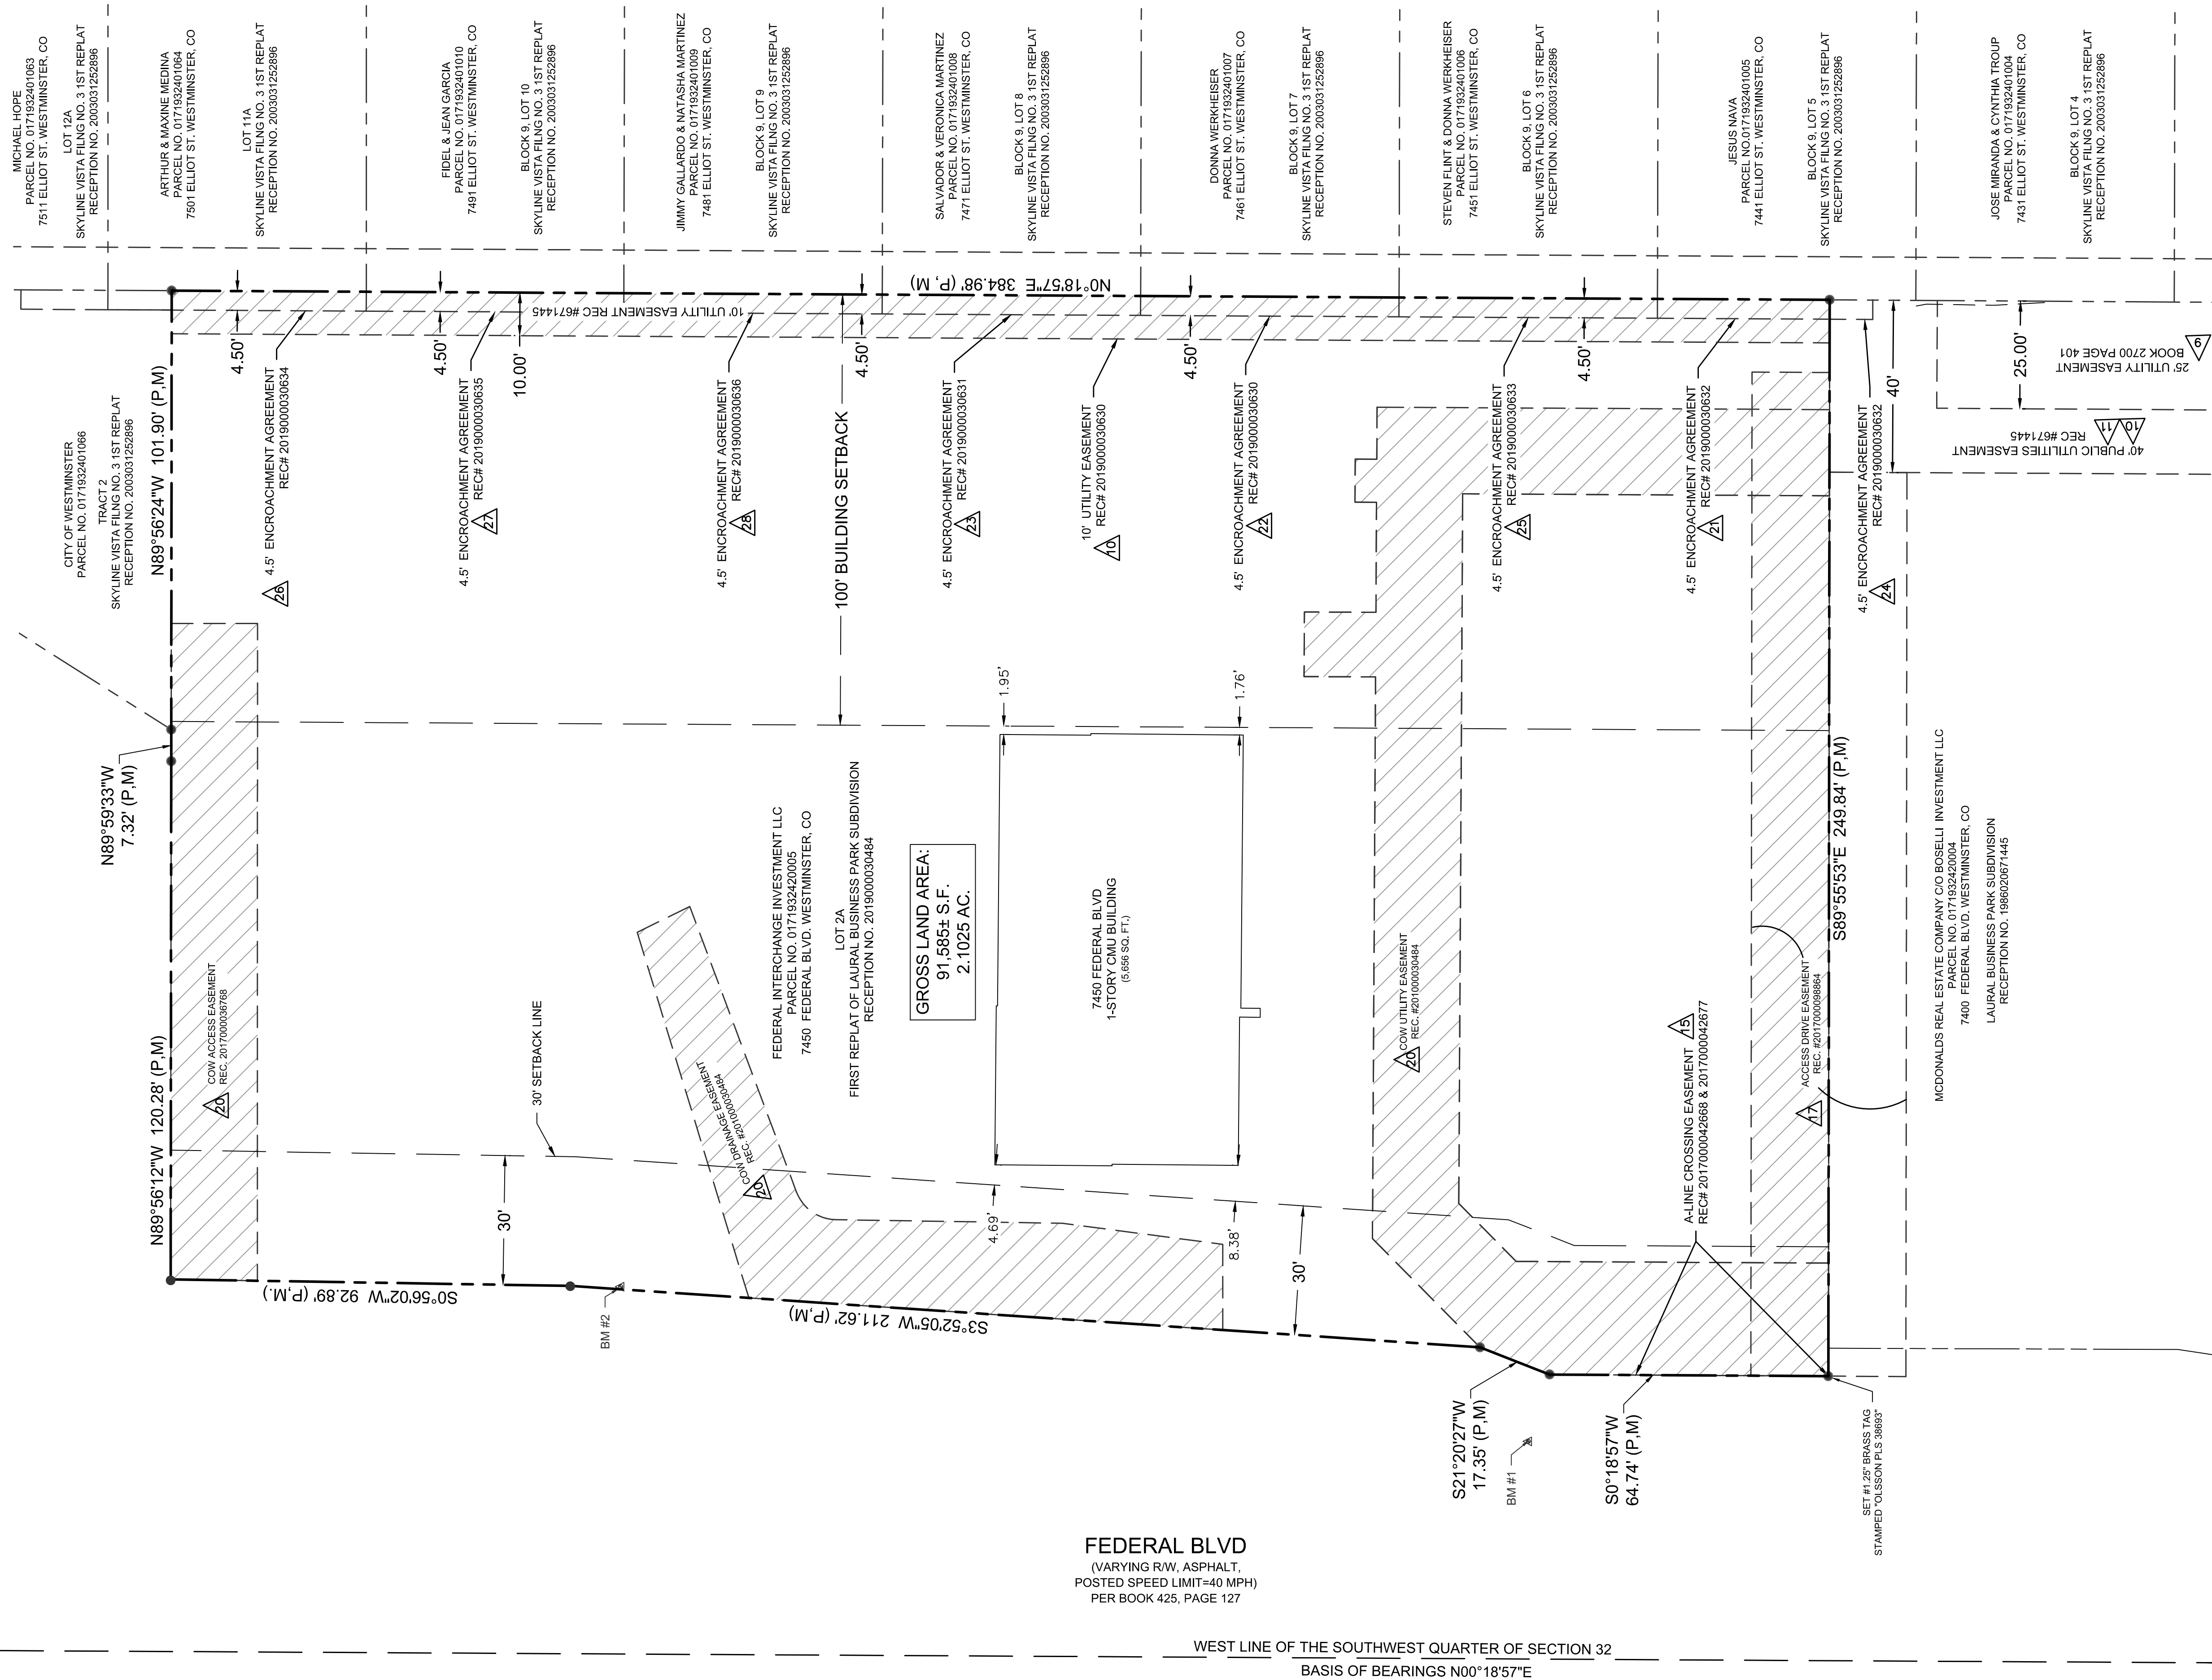 MICHAEL HOPE
PARCEL NO. 0171932401063
7511 ELLIOT ST. WESTMINSTER, CO
LOT 12A
SKYLINE VISTA FILNG NO. 3 1ST REPLAT
RECEPTION NO. 2003031252896
ARTHUR & MAXINE MEDINA
PARCEL NO. 0171932401064
7501 ELLIOT ST. WESTMINSTER, CO
LOT 11A
SKYLINE VISTA FILNG NO. 3 1ST REPLAT
RECEPTION NO. 2003031252896
FIDEL & JEAN GARCIA
PARCEL NO. 0171932401010
7491 ELLIOT ST. WESTMINSTER, CO
BLOCK 9, LOT 10
SKYLINE VISTA FILNG NO. 3 1ST REPLAT
RECEPTION NO. 2003031252896
JIMMY GALLARDO & NATASHA MARTINEZ
PARCEL NO. 0171932401009
7481 ELLIOT ST. WESTMINSTER, CO
BLOCK 9, LOT 9
SKYLINE VISTA FILNG NO. 3 1ST REPLAT
RECEPTION NO. 2003031252896
SALVADOR & VERONICA MARTINEZ
PARCEL NO. 0171932401008
7471 ELLIOT ST. WESTMINSTER, CO
BLOCK 9, LOT 8
SKYLINE VISTA FILNG NO. 3 1ST REPLAT
RECEPTION NO. 2003031252896
DONNA WERKHEISER
PARCEL NO. 0171932401007
7461 ELLIOT ST. WESTMINSTER, CO
BLOCK 9, LOT 7
SKYLINE VISTA FILNG NO. 3 1ST REPLAT
RECEPTION NO. 2003031252896
STEVEN FLINT & DONNA WERKHEISER
PARCEL NO. 0171932401006
7451 ELLIOT ST. WESTMINSTER, CO
BLOCK 9, LOT 6
SKYLINE VISTA FILNG NO. 3 1ST REPLAT
RECEPTION NO. 2003031252896
JESUS NAVA
PARCEL NO.0171932401005
7441 ELLIOT ST. WESTMINSTER, CO
BLOCK 9, LOT 5
SKYLINE VISTA FILNG NO. 3 1ST REPLAT
RECEPTION NO. 2003031252896
JOSE MIRANDA & CYNTHIA TROUP
PARCEL NO. 0171932401004
7431 ELLIOT ST. WESTMINSTER, CO
BLOCK 9, LOT 4
SKYLINE VISTA FILNG NO. 3 1ST REPLAT
RECEPTION NO. 2003031252896
N0°18'57"E 384.98' (P, M)
10' UTILITY EASEMENT REC #671445
CITY OF WESTMINSTER
PARCEL NO. 0171932401066
TRACT 2
SKYLINE VISTA FILNG NO. 3 1ST REPLAT
RECEPTION NO. 2003031252896
N89°56'24"W 101.90' (P,M)
4.50'
4.5' ENCROACHMENT AGREEMENT
REC# 2019000030634
26
4.50'
4.5' ENCROACHMENT AGREEMENT
REC# 2019000030635
27
10.00'
4.5' ENCROACHMENT AGREEMENT
REC# 2019000030636
28
100' BUILDING SETBACK
4.50'
4.5' ENCROACHMENT AGREEMENT
REC# 2019000030631
23
10' UTILITY EASEMENT
REC# 2019000030630
10
4.50'
4.5' ENCROACHMENT AGREEMENT
REC# 2019000030630
22
4.5' ENCROACHMENT AGREEMENT
REC# 2019000030633
25
4.50'
4.5' ENCROACHMENT AGREEMENT
REC# 2019000030632
21
4.5' ENCROACHMENT AGREEMENT
REC# 2019000030632
24
40'
25.00'
25' UTILITY EASEMENT
BOOK 2700 PAGE 401
9
40' PUBLIC UTILITIES EASEMENT
REC #671445
10
11
N89°59'33"W
7.32' (P,M)
1.95'
1.76'
N89°56'12"W 120.28' (P,M)
COW ACCESS EASEMENT
REC. 2017000036768
20
30' SETBACK LINE
30'
COW DRAINAGE EASEMENT
REC. #2010000030484
20
FEDERAL INTERCHANGE INVESTMENT LLC
PARCEL NO. 0171932420005
7450 FEDERAL BLVD. WESTMINSTER, CO
LOT 2A
FIRST REPLAT OF LAURAL BUSINESS PARK SUBDIVISION
RECEPTION NO. 2019000030484
GROSS LAND AREA:
91,585± S.F.
2.1025 AC.
7450 FEDERAL BLVD
1-STORY CMU BUILDING
(5,656 SQ. FT.)
COW UTILITY EASEMENT
REC. #2010000030484
20
A-LINE CROSSING EASEMENT
REC# 2017000042668 & 2017000042677
15
ACCESS DRIVE EASEMENT
REC. #2017000098864
17
S89°55'53"E 249.84' (P,M)
MCDONALDS REAL ESTATE COMPANY C/O BOSELLI INVESTMENT LLC
PARCEL NO. 0171932420004
7400 FEDERAL BLVD. WESTMINSTER, CO
LAURAL BUSINESS PARK SUBDIVISION
RECEPTION NO. 1986020671445
4.69'
8.38'
30'
S0°56'02"W 92.89' (P,M.)
BM #2
S3°52'05"W 211.62' (P,M)
S21°20'27"W
17.35' (P,M)
BM #1
S0°18'57"W
64.74' (P,M)
SET #1.25" BRASS TAG
STAMPED "OLSSON PLS 38693"
FEDERAL BLVD
(VARYING R/W, ASPHALT,
POSTED SPEED LIMIT=40 MPH)
PER BOOK 425, PAGE 127
WEST LINE OF THE SOUTHWEST QUARTER OF SECTION 32
BASIS OF BEARINGS N00°18'57"E